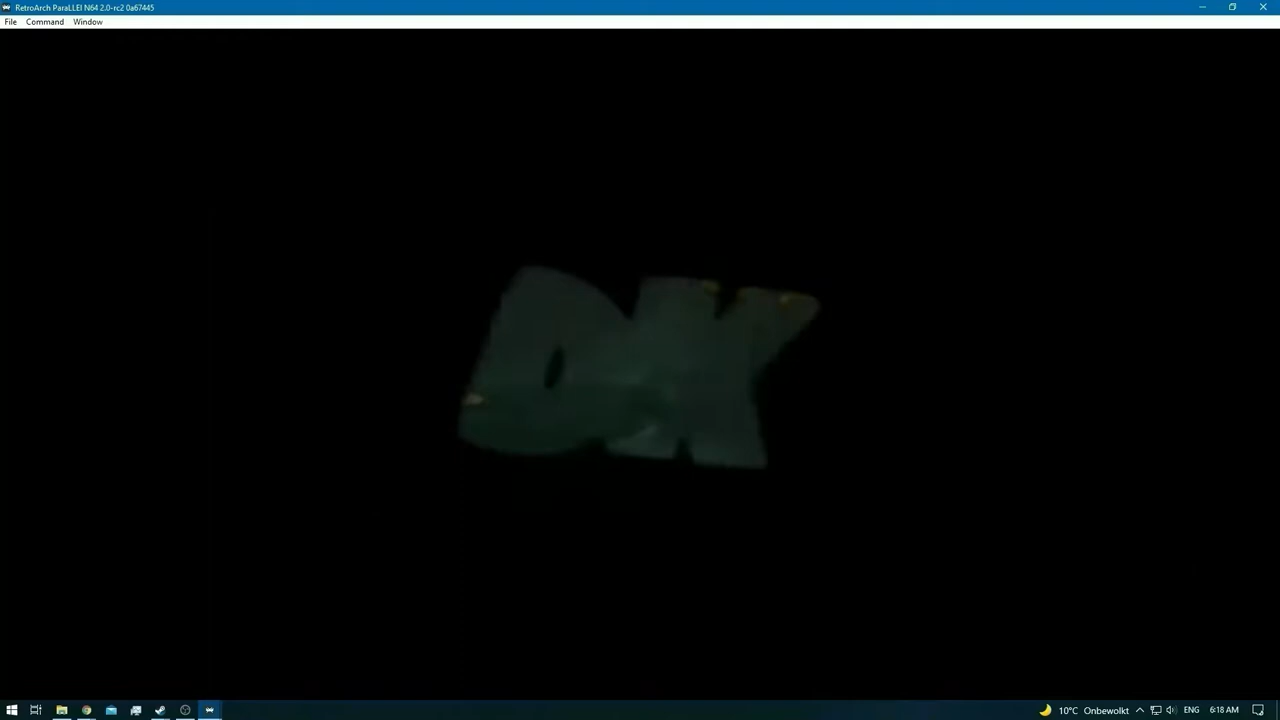 RetroArch ParaLLEl N64 2.0-rc2 0a67445
File Command Window
DK
10°C Onbewolkt ENG 6:18 AM